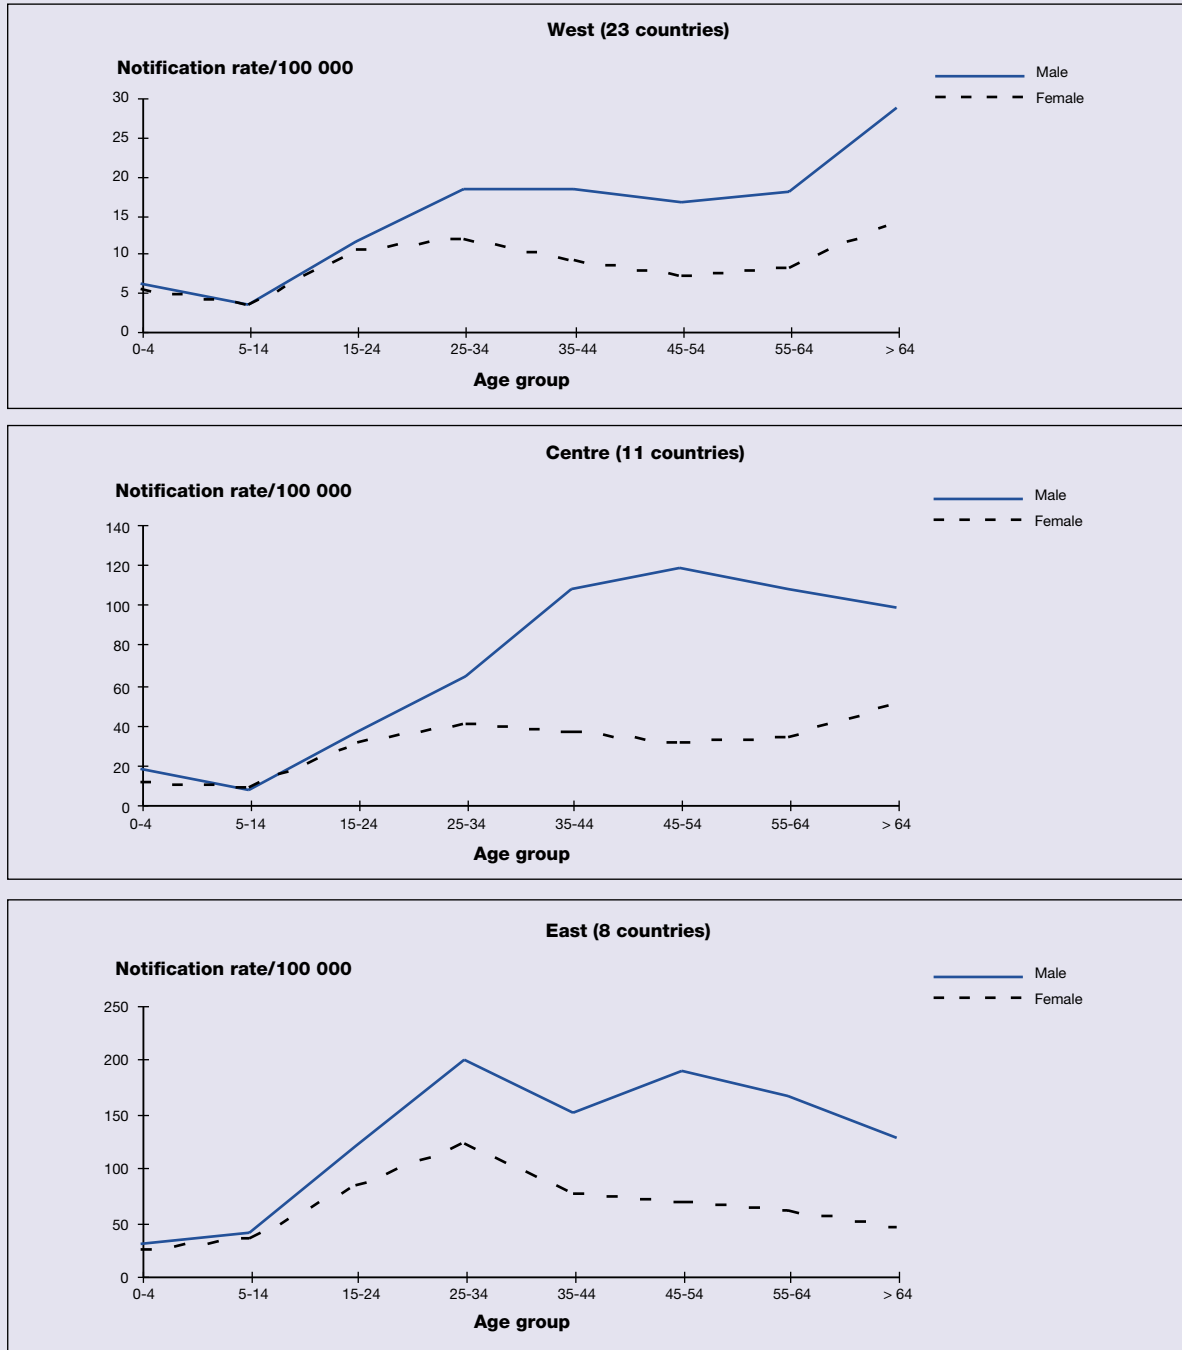 West (23 countries)
Notification rate/100 000
Male
Female
30
25
20
15
10
5
0
0-4 5-14 15-24 25-34 35-44 45-54 55-64 > 64
Age group
Centre (11 countries)
Notification rate/100 000
Male
Female
140
120
100
80
60
40
20
0
0-4 5-14 15-24 25-34 35-44 45-54 55-64 > 64
Age group
East (8 countries)
Notification rate/100 000
Male
Female
250
200
150
100
50
0
0-4 5-14 15-24 25-34 35-44 45-54 55-64 > 64
Age group